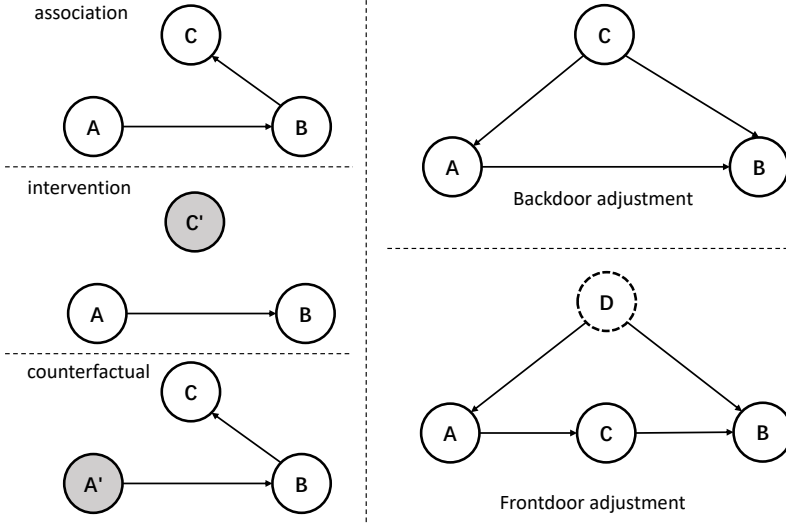 association
C
A
B
intervention
C'
A
B
counterfactual
C
A'
B
C
A
B
Backdoor adjustment
D
A
C
B
Frontdoor adjustment